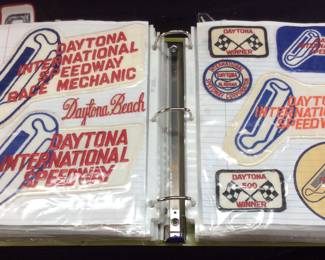 DAYTONA
INTERNATIONAL
SPEEDWAY
RACE MECHANIC
Daytona Beach
DAYTONA
INTERNATIONAL
SPEEDWAY
DAYTONA
WINNER
DAYTONA
INTERNATIONAL
SPEEDWAY
DAYTONA
500
WINNER